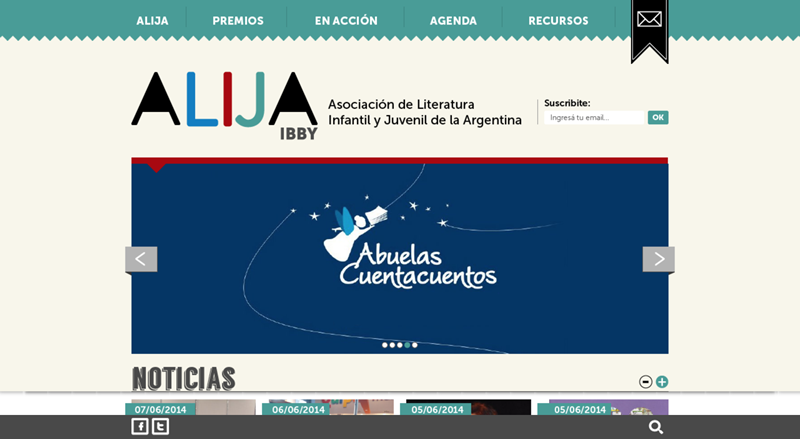 ALIJA PREMIOS EN ACCIÓN AGENDA RECURSOS
ALIJA
IBBY
Asociación de Literatura
Infantil y Juvenil de la Argentina
Suscribite:
Ingresá tu email...
OK
Abuelas
Cuentacuentos
NOTICIAS
07/06/2014 06/06/2014 05/06/2014 05/06/2014